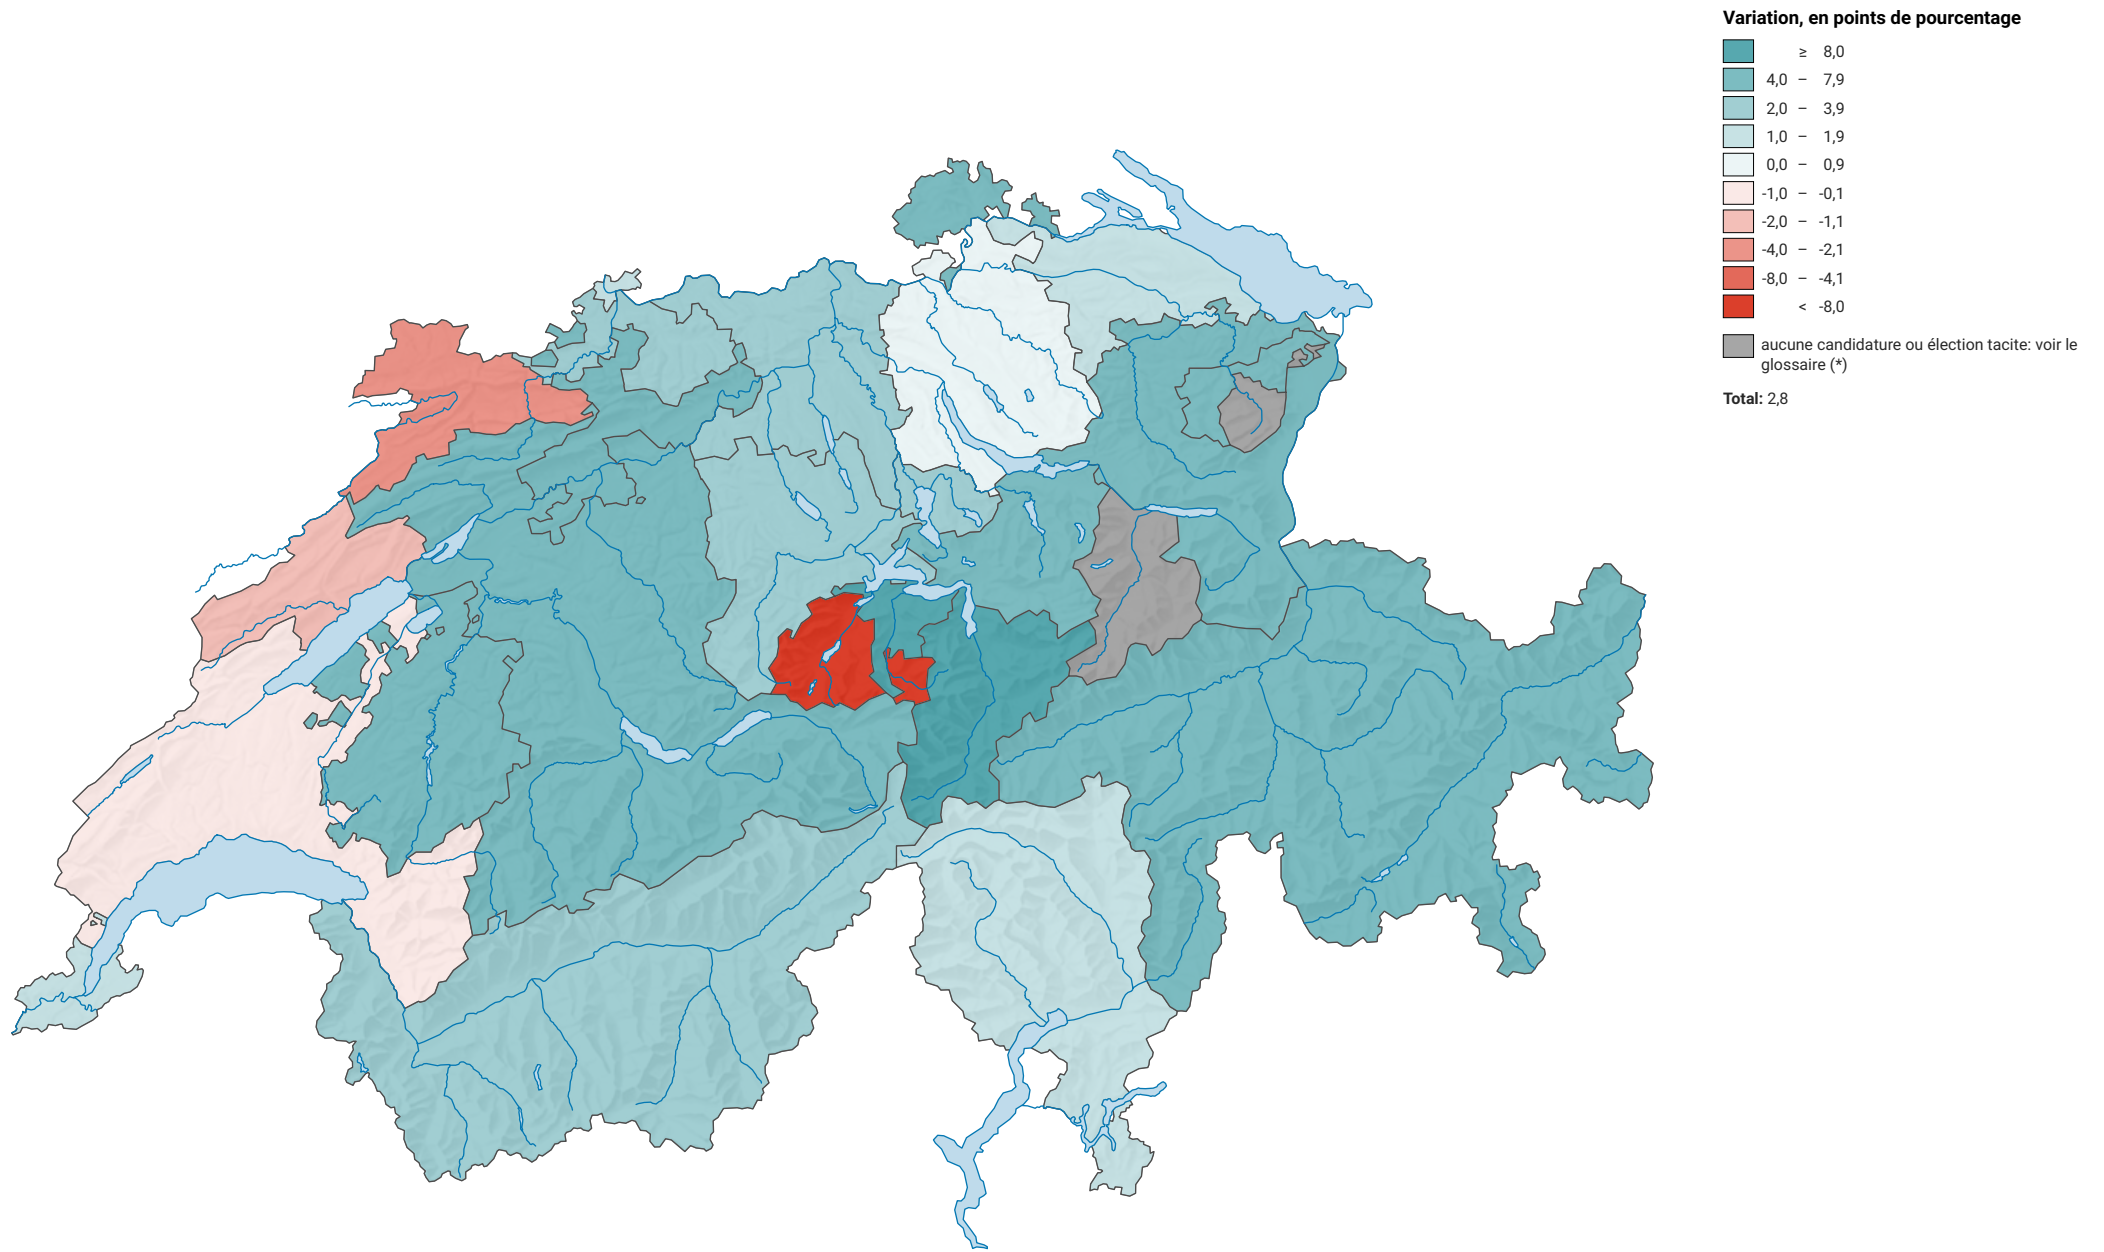 Variation, en points de pourcentage
≥ 8,0
4,0 – 7,9
2,0 – 3,9
1,0 – 1,9
0,0 – 0,9
-1,0 – -0,1
-2,0 – -1,1
-4,0 – -2,1
-8,0 – -4,1
< -8,0
aucune candidature ou élection tacite: voir le
glossaire (*)
Total: 2,8